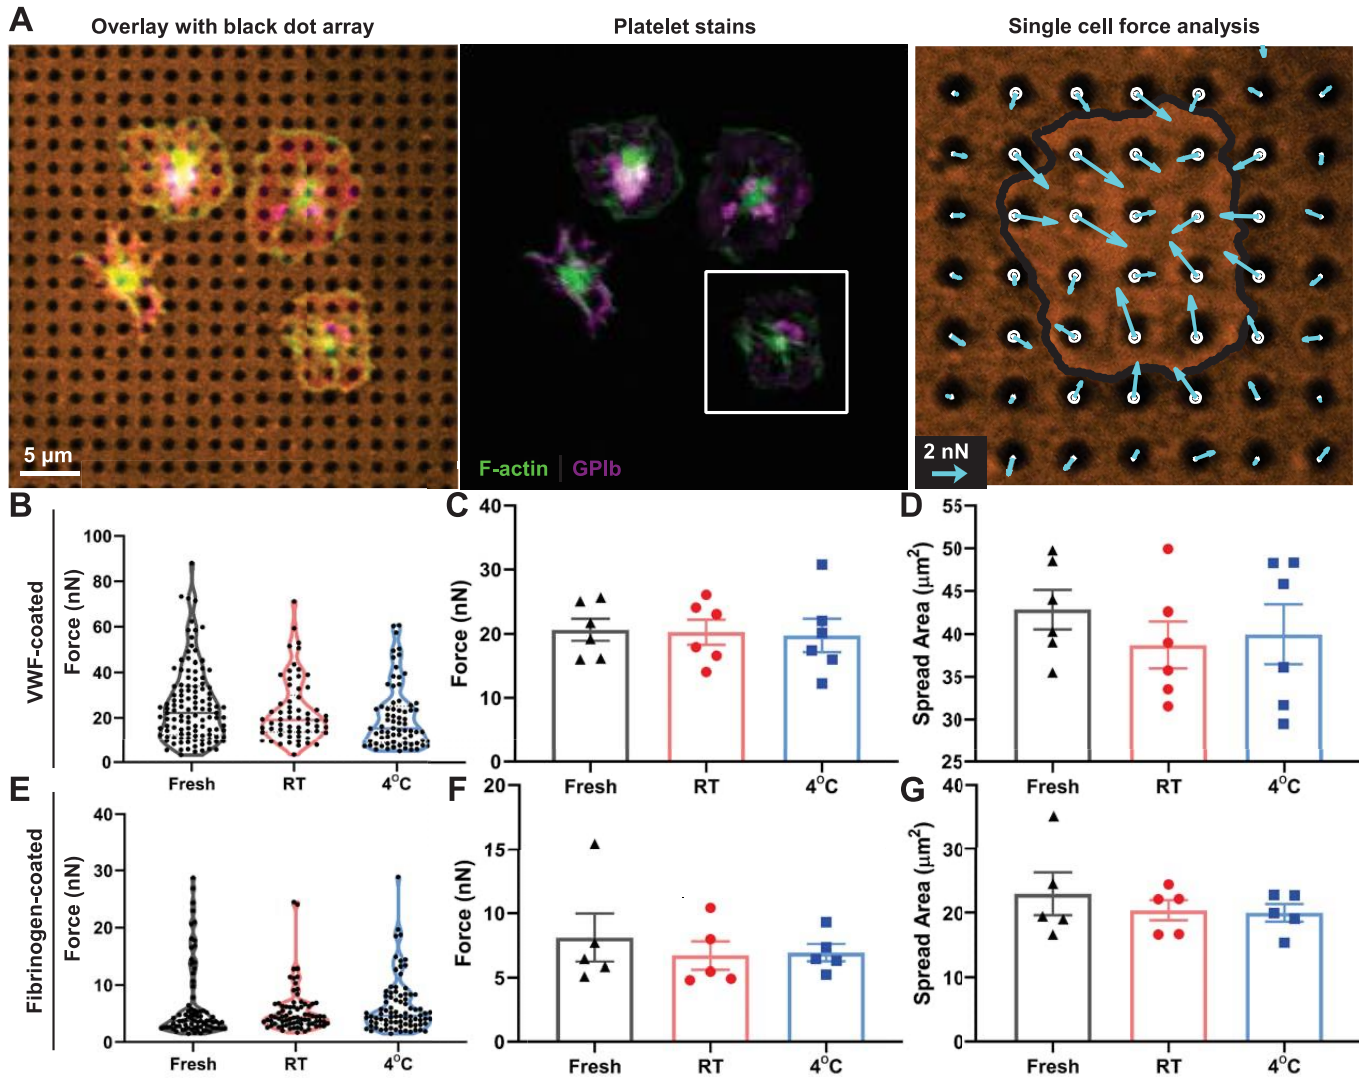 A
Overlay with black dot array
Platelet stains
Single cell force analysis
5 μm
F-actin | GPIb
2 nN
VWF-coated
B
Force (nN)
100
80
60
40
20
0
Fresh
RT
4°C
C
Force (nN)
40
30
20
10
0
Fresh
RT
4°C
D
Spread Area (μm²)
55
50
45
40
35
30
25
Fresh
RT
4°C
Fibrinogen-coated
E
Force (nN)
40
30
20
10
0
Fresh
RT
4°C
F
Force (nN)
20
15
10
5
0
Fresh
RT
4°C
G
Spread Area (μm²)
40
30
20
10
0
Fresh
RT
4°C